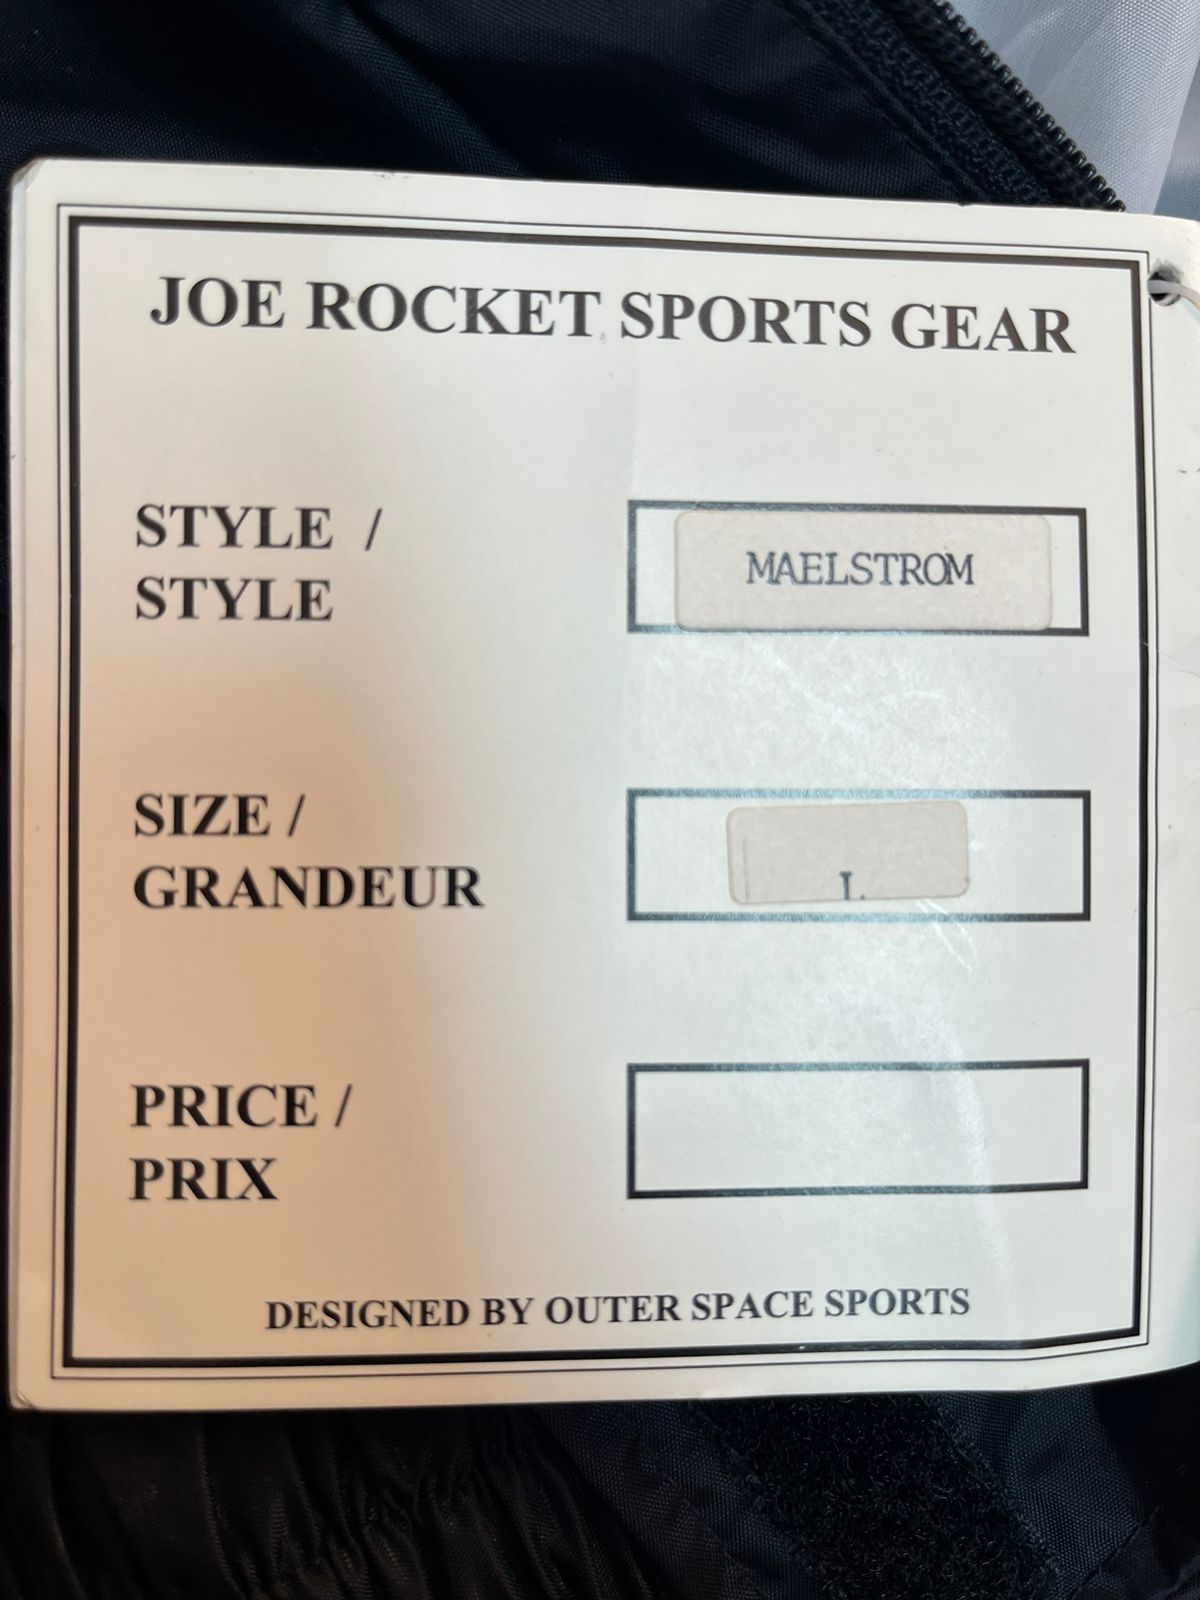 JOE ROCKET SPORTS GEAR
STYLE /
STYLE
MAELSTROM
SIZE /
GRANDEUR
L
PRICE /
PRIX
DESIGNED BY OUTER SPACE SPORTS